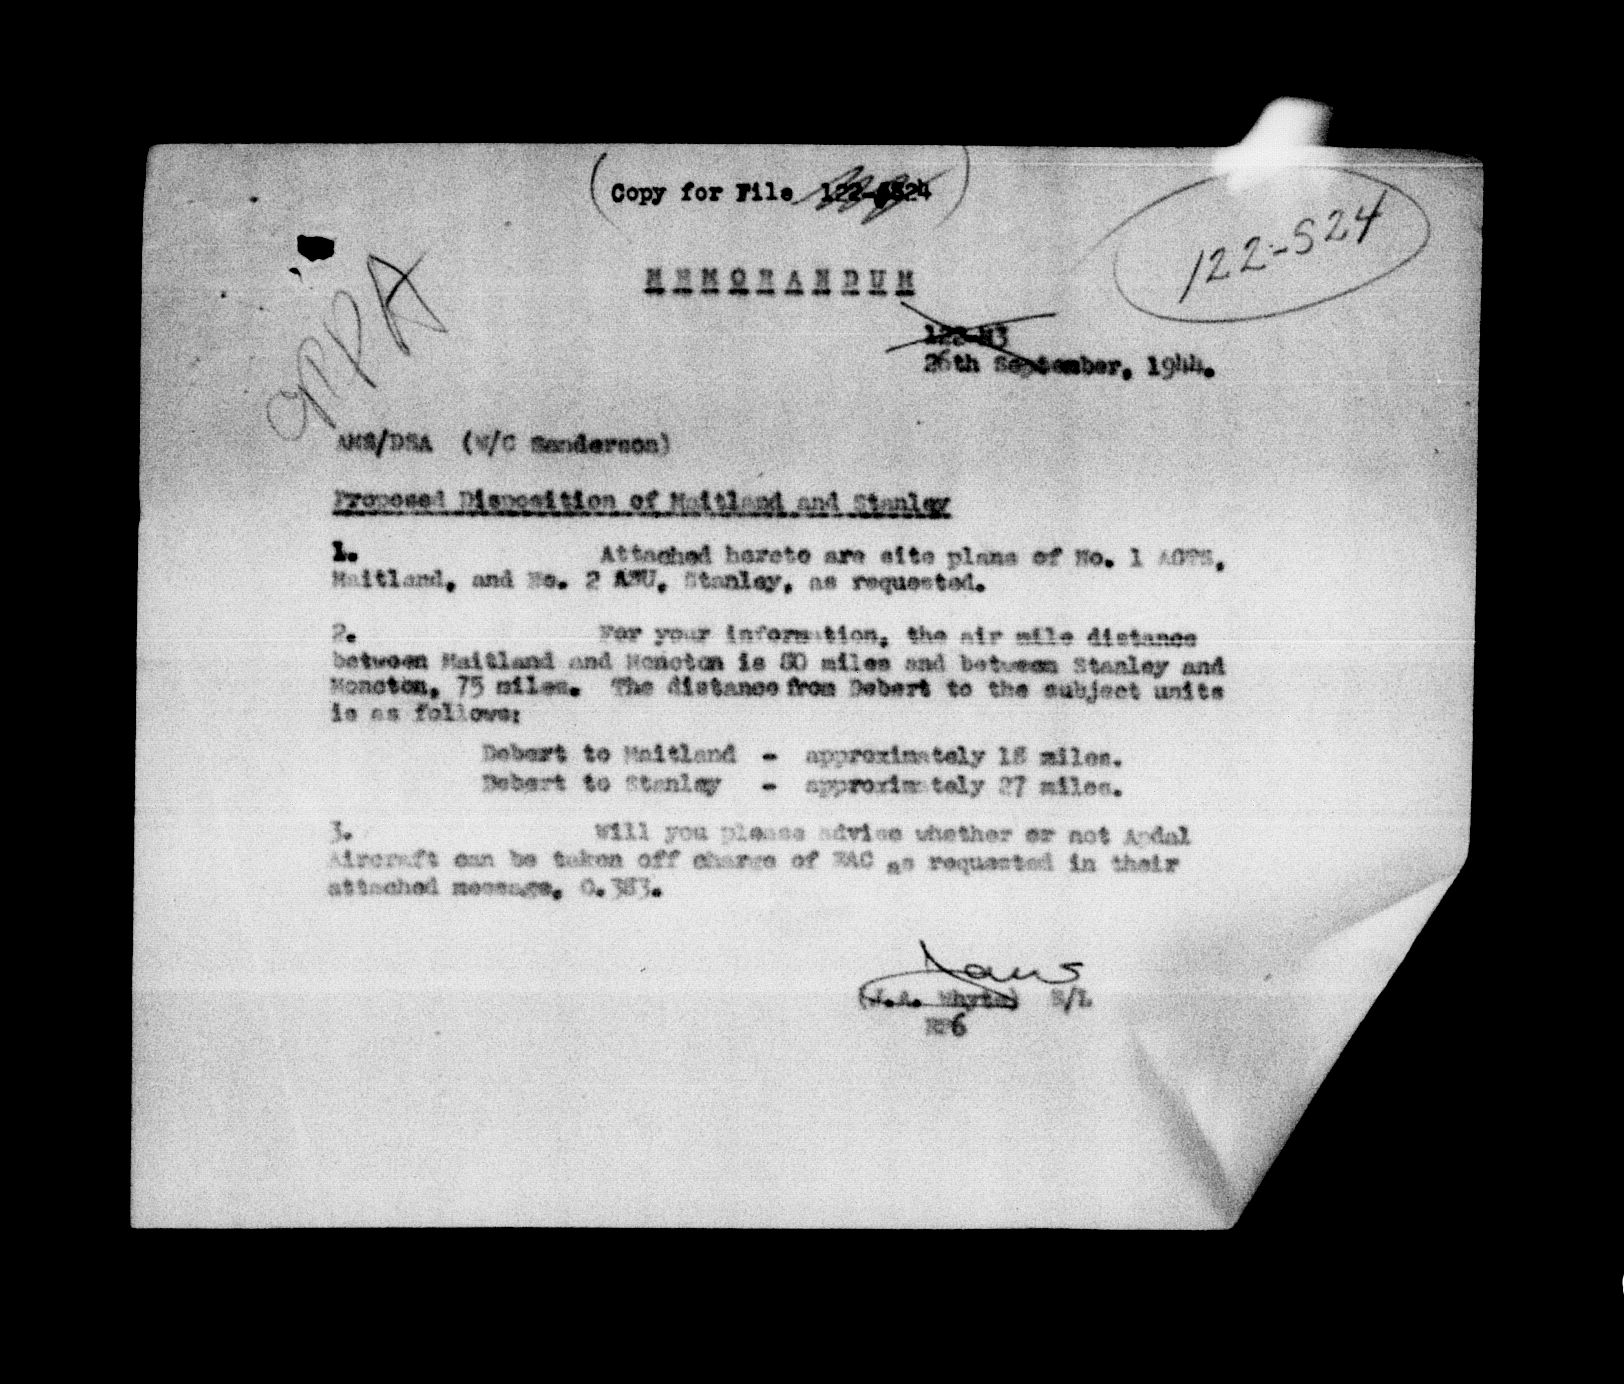 Copy for File 122-S524
122-S24
MEMORANDUM
122-M3
26th September, 1944.
AMS/DSA (W/C Sanderson)
Proposed Disposition of Maitland and Stanley
1. Attached hereto are site plans of No. 1
Maitland, and No. 2 Stanley, as requested.
2. For your information, the air mile distance
between Maitland and Moncton is 80 miles and between Stanley and
Moncton, 75 miles. The distance from Debert to the subject units
is as follows:
Debert to Maitland - approximately 18 miles.
Debert to Stanley - approximately 27 miles.
3. Will you please advise whether or not Apdal
Aircraft can be taken off charge of EAC as requested in their
attached message, O.383.
(J.A. Whyte) S/L